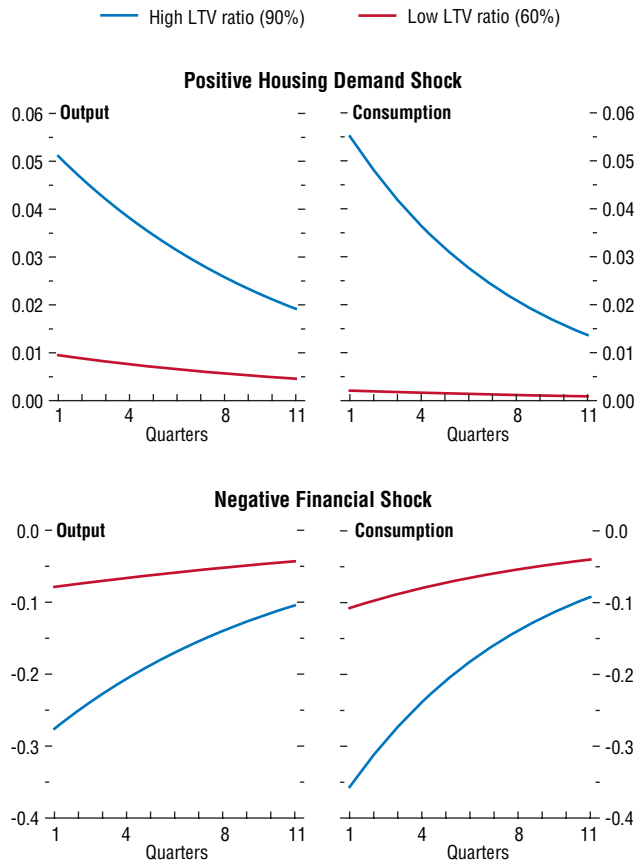 High LTV ratio (90%) Low LTV ratio (60%)
Positive Housing Demand Shock
0.06 Output Consumption 0.06
0.05 0.05
0.04 0.04
0.03 0.03
0.02 0.02
0.01 0.01
0.00 0.00
1 4 8 11 1 4 8 11
Quarters Quarters
Negative Financial Shock
0.0 Output Consumption 0.0
-0.1 -0.1
-0.2 -0.2
-0.3 -0.3
-0.4 -0.4
1 4 8 11 1 4 8 11
Quarters Quarters